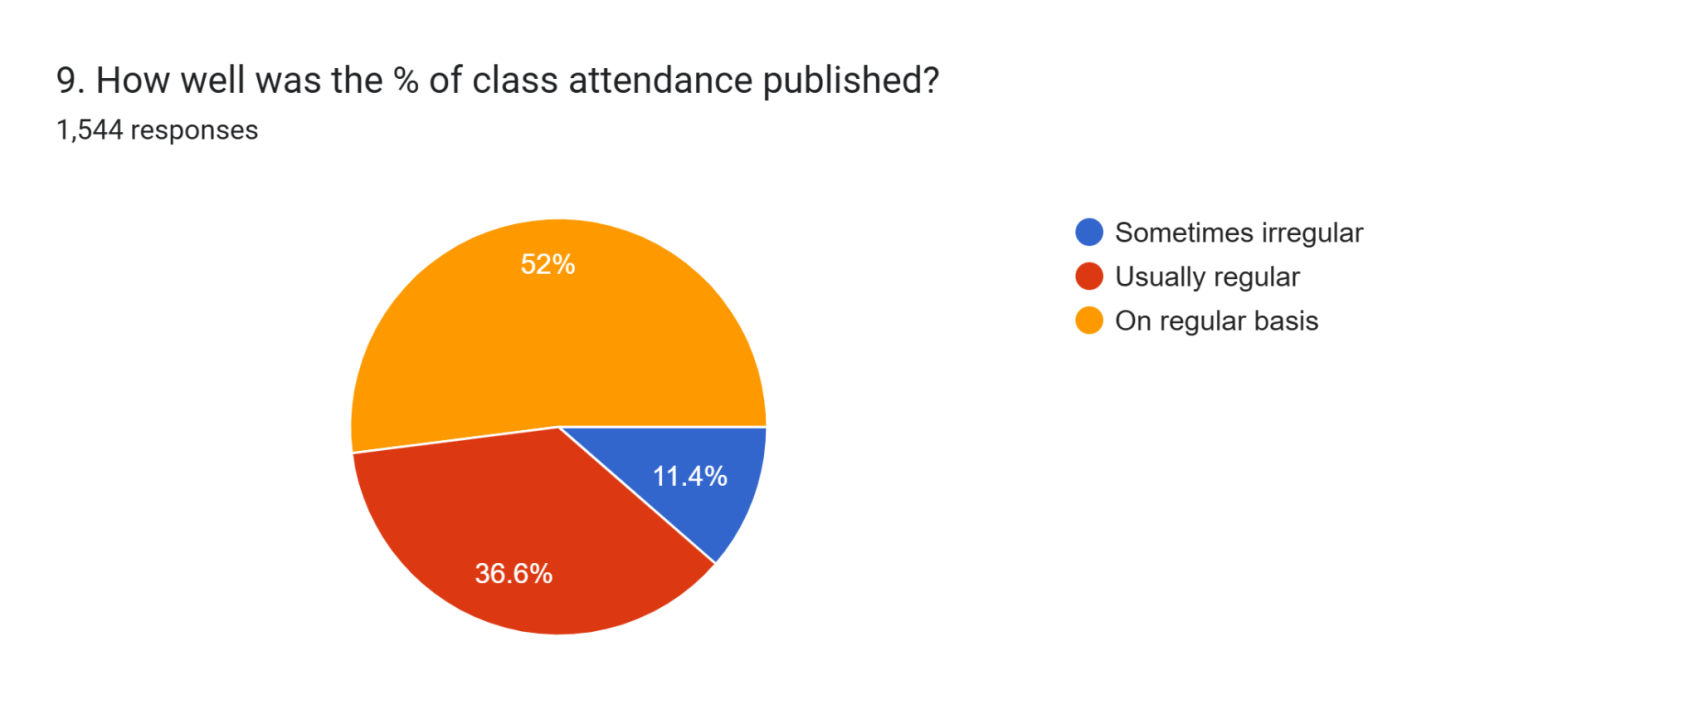 9. How well was the % of class attendance published?
1,544 responses
52%
11.4%
36.6%
Sometimes irregular
Usually regular
On regular basis